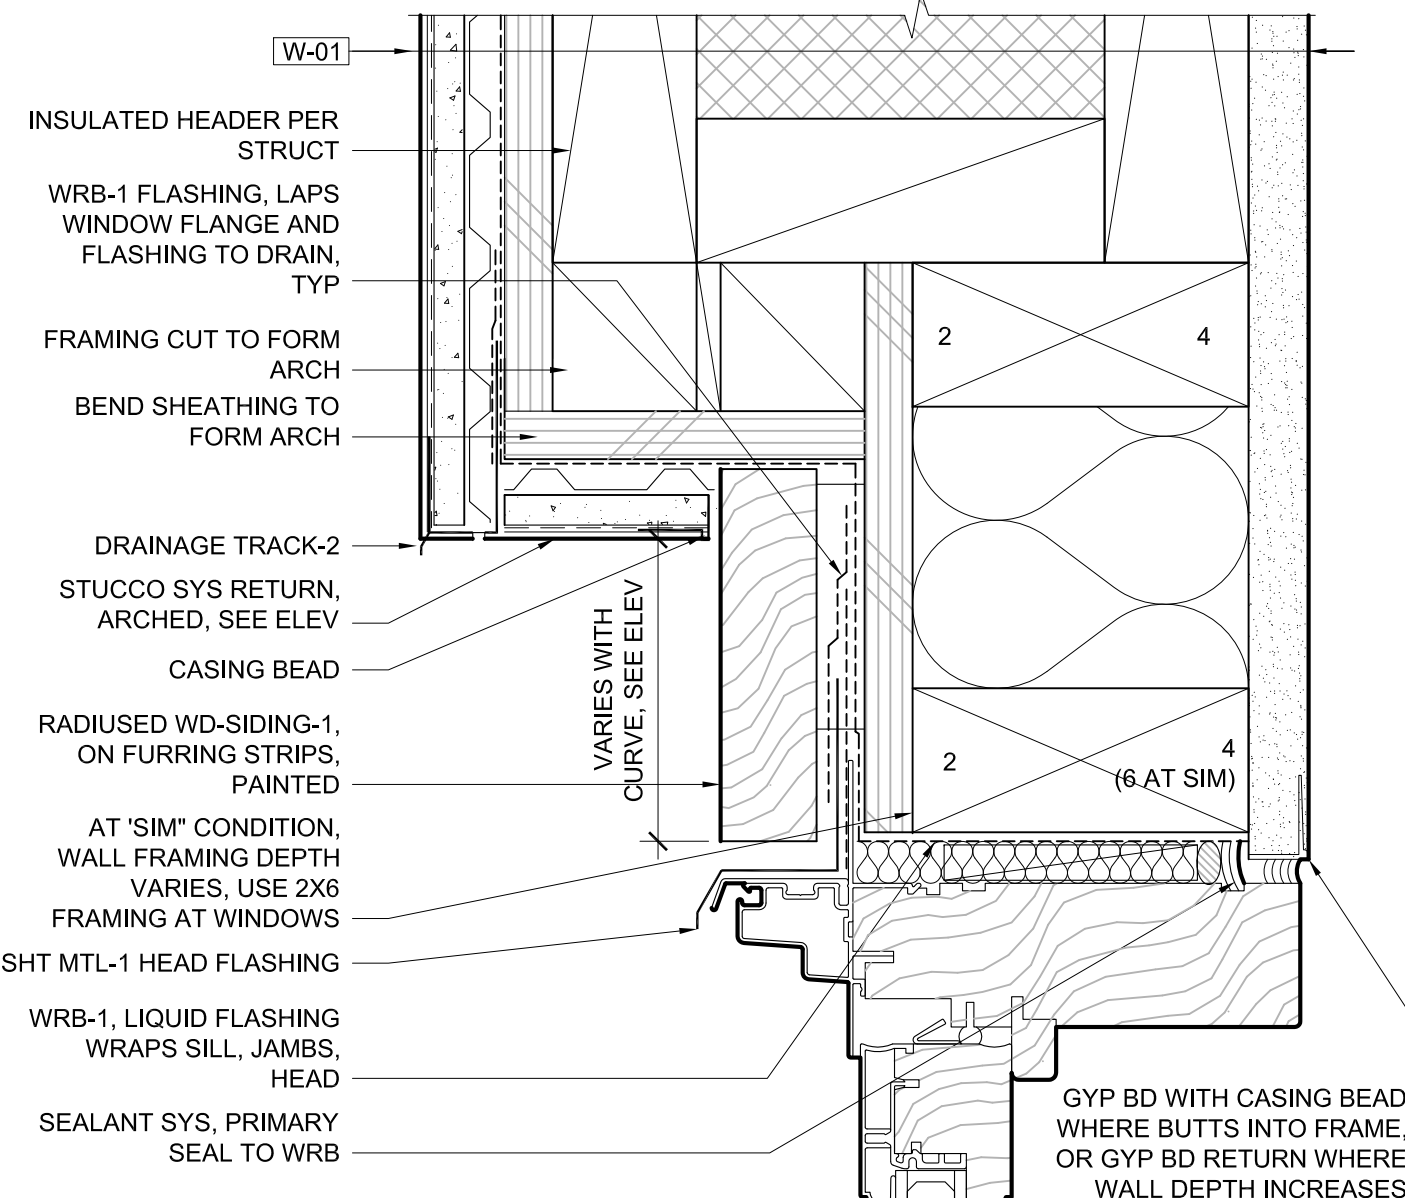 W-01
INSULATED HEADER PER
STRUCT
WRB-1 FLASHING, LAPS
WINDOW FLANGE AND
FLASHING TO DRAIN,
TYP
FRAMING CUT TO FORM
ARCH
BEND SHEATHING TO
FORM ARCH
DRAINAGE TRACK-2
STUCCO SYS RETURN,
ARCHED, SEE ELEV
CASING BEAD
RADIUSED WD-SIDING-1,
ON FURRING STRIPS,
PAINTED
AT 'SIM" CONDITION,
WALL FRAMING DEPTH
VARIES, USE 2X6
FRAMING AT WINDOWS
SHT MTL-1 HEAD FLASHING
WRB-1, LIQUID FLASHING
WRAPS SILL, JAMBS,
HEAD
SEALANT SYS, PRIMARY
SEAL TO WRB
VARIES WITH
CURVE, SEE ELEV
2 4
2 4
(6 AT SIM)
GYP BD WITH CASING BEAD
WHERE BUTTS INTO FRAME,
OR GYP BD RETURN WHERE
WALL DEPTH INCREASES